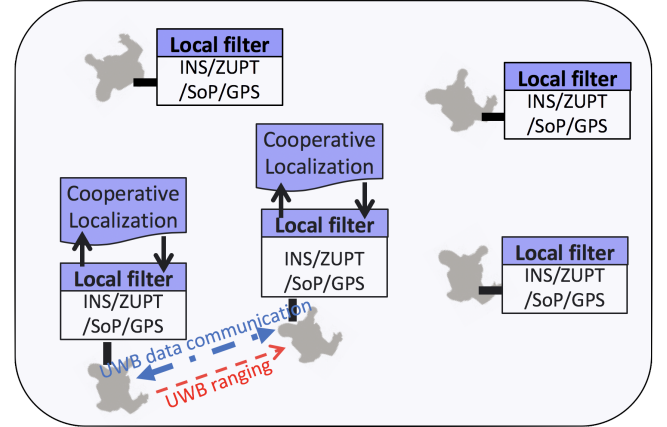 Local filter
INS/ZUPT
/SoP/GPS
Local filter
INS/ZUPT
/SoP/GPS
Cooperative
Localization
Local filter
INS/ZUPT
/SoP/GPS
Cooperative
Localization
Local filter
INS/ZUPT
/SoP/GPS
Local filter
INS/ZUPT
/SoP/GPS
UWB data communication
UWB ranging